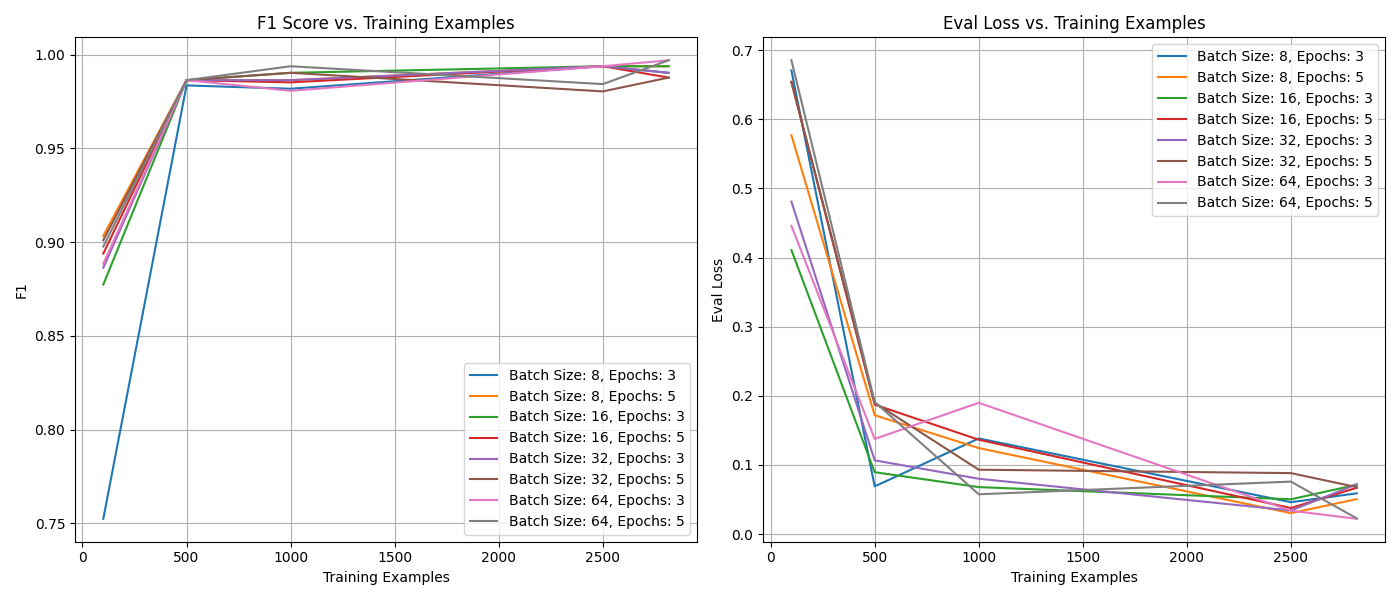 F1 Score vs. Training Examples
1.00
0.95
0.90
0.85
0.80
0.75
F1
0
500
1000
1500
2000
2500
Training Examples
Batch Size: 8, Epochs: 3
Batch Size: 8, Epochs: 5
Batch Size: 16, Epochs: 3
Batch Size: 16, Epochs: 5
Batch Size: 32, Epochs: 3
Batch Size: 32, Epochs: 5
Batch Size: 64, Epochs: 3
Batch Size: 64, Epochs: 5
Eval Loss vs. Training Examples
0.7
0.6
0.5
0.4
0.3
0.2
0.1
0.0
Eval Loss
0
500
1000
1500
2000
2500
Training Examples
Batch Size: 8, Epochs: 3
Batch Size: 8, Epochs: 5
Batch Size: 16, Epochs: 3
Batch Size: 16, Epochs: 5
Batch Size: 32, Epochs: 3
Batch Size: 32, Epochs: 5
Batch Size: 64, Epochs: 3
Batch Size: 64, Epochs: 5